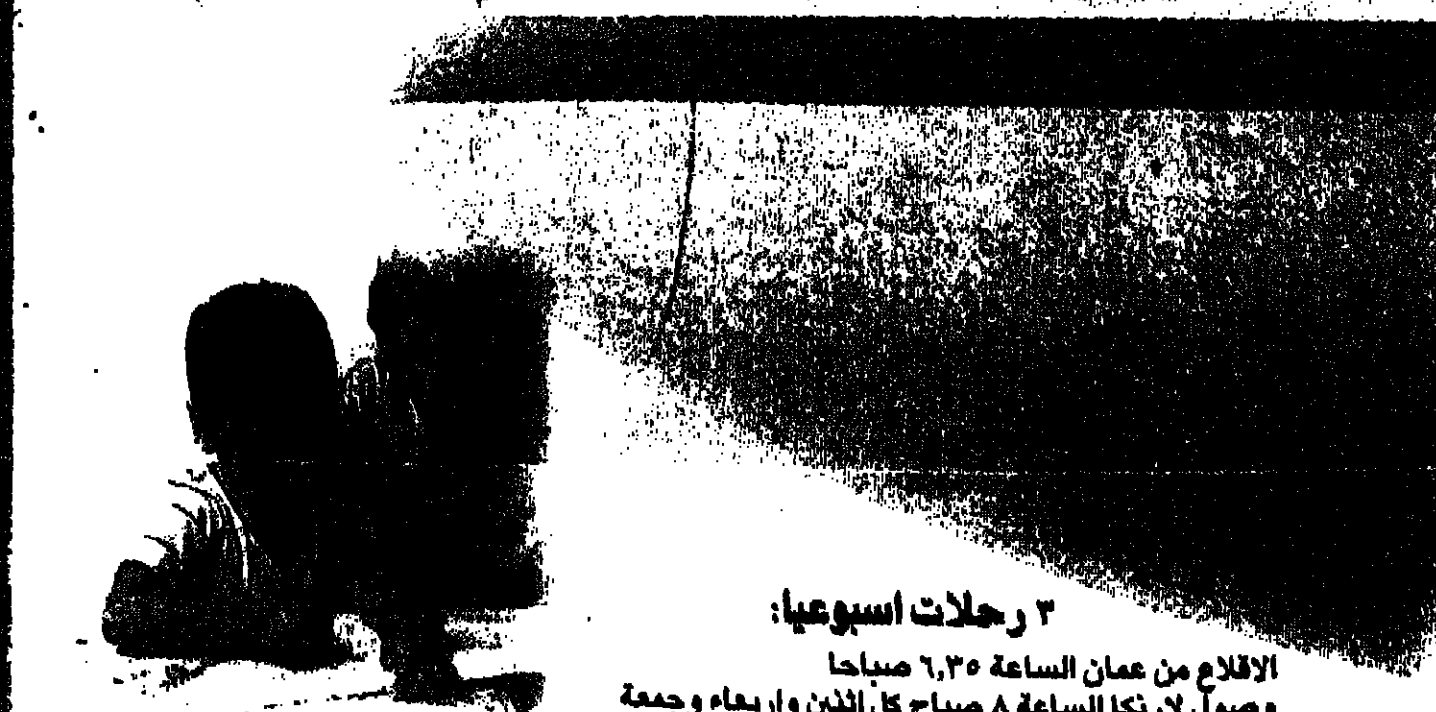 ٣ رحلات اسبوعيا:
الاقلاع من عمان الساعة ٦,٣٥ صباحا
وصول لارنكا الساعة ٨ صباح كل اثنين واربعاء وجمعة